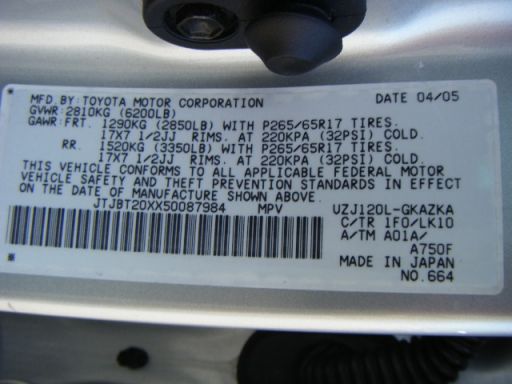 MFD.BY:TOYOTA MOTOR CORPORATION DATE 04/05
GVWR:2810KG (6200LB)
GAWR:FRT. 1290KG (2850LB) WITH P265/65R17 TIRES.
17X7 1/2JJ RIMS. AT 220KPA (32PSI) COLD.
RR. 1520KG (3350LB) WITH P265/65R17 TIRES.
17X7 1/2JJ RIMS. AT 220KPA (32PSI) COLD.
THIS VEHICLE CONFORMS TO ALL APPLICABLE FEDERAL MOTOR
VEHICLE SAFETY AND THEFT PREVENTION STANDARDS IN EFFECT
ON THE DATE OF MANUFACTURE SHOWN ABOVE.
JTJBT20XX50087984 MPV UZJ120L-GKAZKA
C/TR 1F0/LK10
A/TM A01A/
A750F
MADE IN JAPAN
NO.664